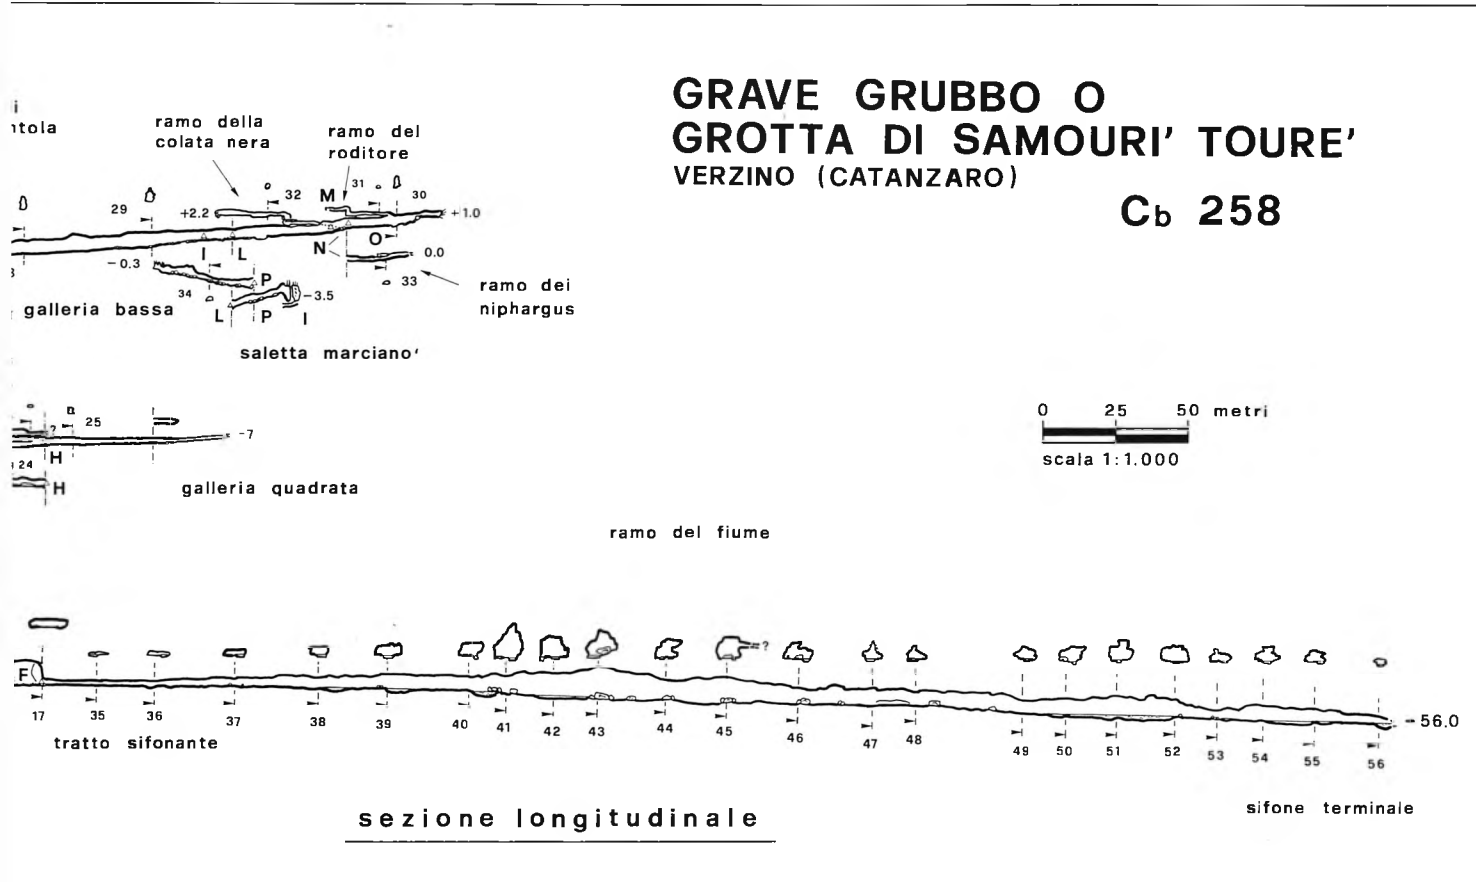 GRAVE GRUBBO O
GROTTA DI SAMOURI' TOURE'
VERZINO (CATANZARO)
Cb 258
i
ntola
ramo della
colata nera
ramo del
roditore
29
+2.2
32
M
31
30
+1.0
I
L
N
O
0.0
-0.3
P
33
34
-3.5
ramo dei
niphargus
galleria bassa
L
P
I
saletta marciano'
0 25 50 metri
scala 1:1.000
25
?
-7
H
24
H
galleria quadrata
ramo del fiume
F
?
17 35 36 37 38 39 40 41 42 43 44 45 46 47 48 49 50 51 52 53 54 55 56
-56.0
tratto sifonante
sifone terminale
sezione longitudinale